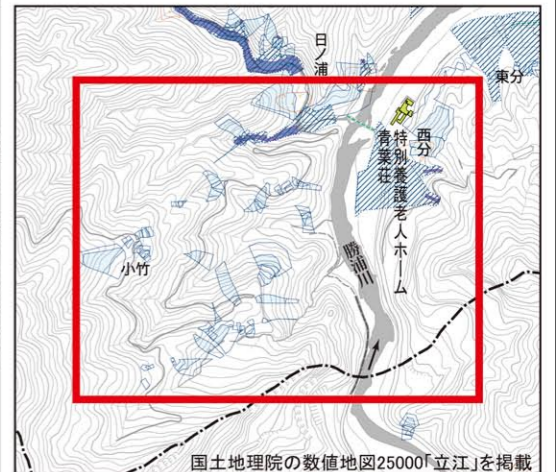 日ノ浦
東分
西分
特別養護老人ホーム
青葉荘
勝浦川
小竹
国土地理院の数値地図25000「立江」を掲載